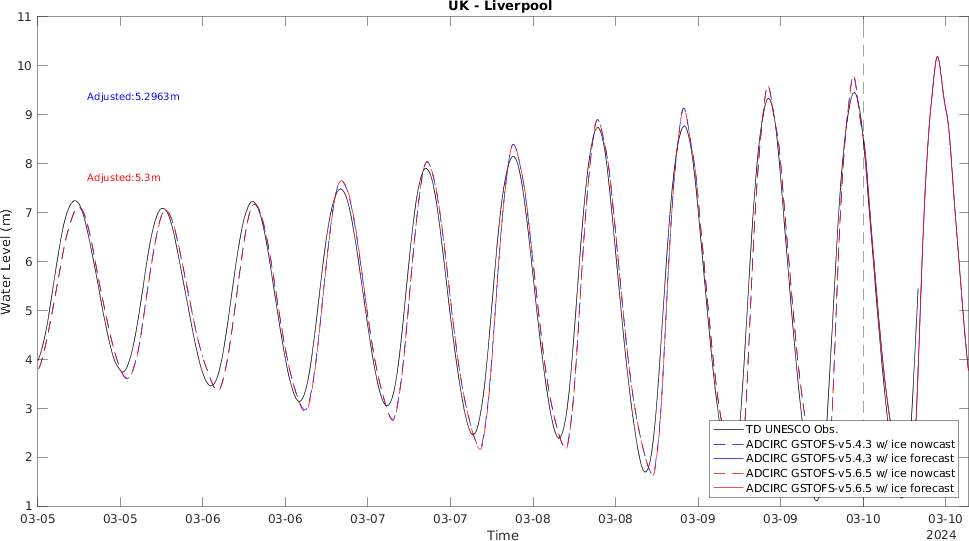 UK - Liverpool
11
10
9
8
7
6
5
4
3
2
1
Water Level (m)
Adjusted:5.2963m
Adjusted:5.3m
TD UNESCO Obs.
ADCIRC GSTOFS-v5.4.3 w/ ice nowcast
ADCIRC GSTOFS-v5.4.3 w/ ice forecast
ADCIRC GSTOFS-v5.6.5 w/ ice nowcast
ADCIRC GSTOFS-v5.6.5 w/ ice forecast
03-05 03-05 03-06 03-06 03-07 03-07 03-08 03-08 03-09 03-09 03-10 03-10
2024
Time